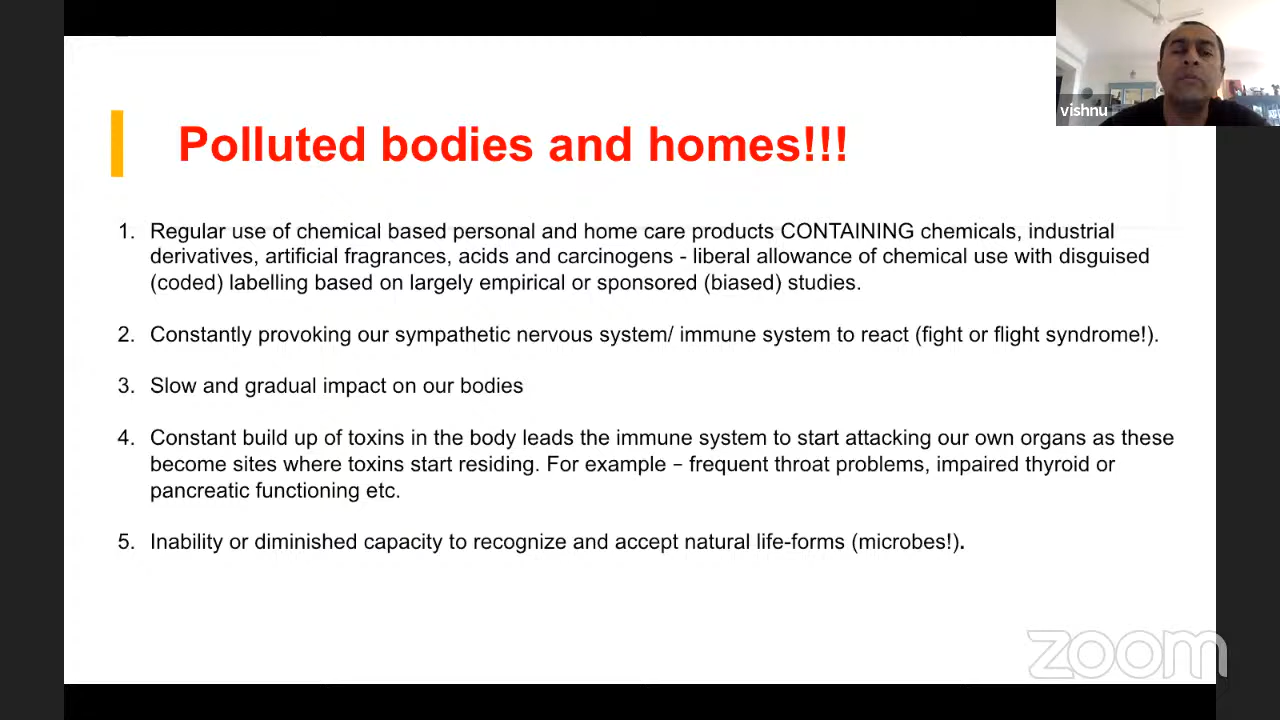 vishnu
Polluted bodies and homes!!!
1. Regular use of chemical based personal and home care products CONTAINING chemicals, industrial
derivatives, artificial fragrances, acids and carcinogens - liberal allowance of chemical use with disguised
(coded) labelling based on largely empirical or sponsored (biased) studies.
2. Constantly provoking our sympathetic nervous system/ immune system to react (fight or flight syndrome!).
3. Slow and gradual impact on our bodies
4. Constant build up of toxins in the body leads the immune system to start attacking our own organs as these
become sites where toxins start residing. For example – frequent throat problems, impaired thyroid or
pancreatic functioning etc.
5. Inability or diminished capacity to recognize and accept natural life-forms (microbes!).
zoom